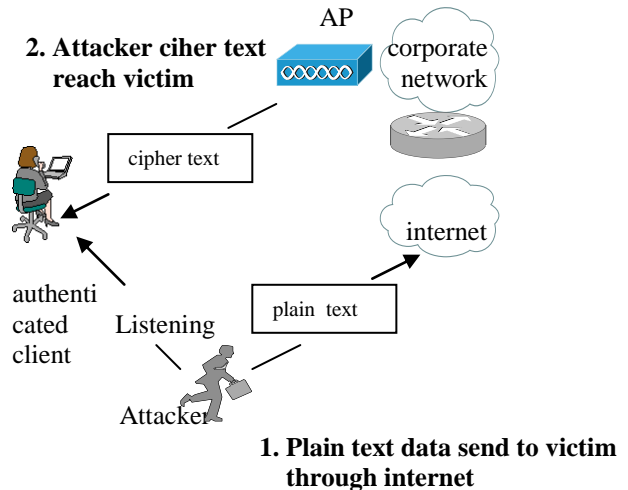 AP
2. Attacker ciher text
reach victim
corporate
network
cipher text
internet
authenti
cated
client
Listening
plain text
Attacker
1. Plain text data send to victim
through internet